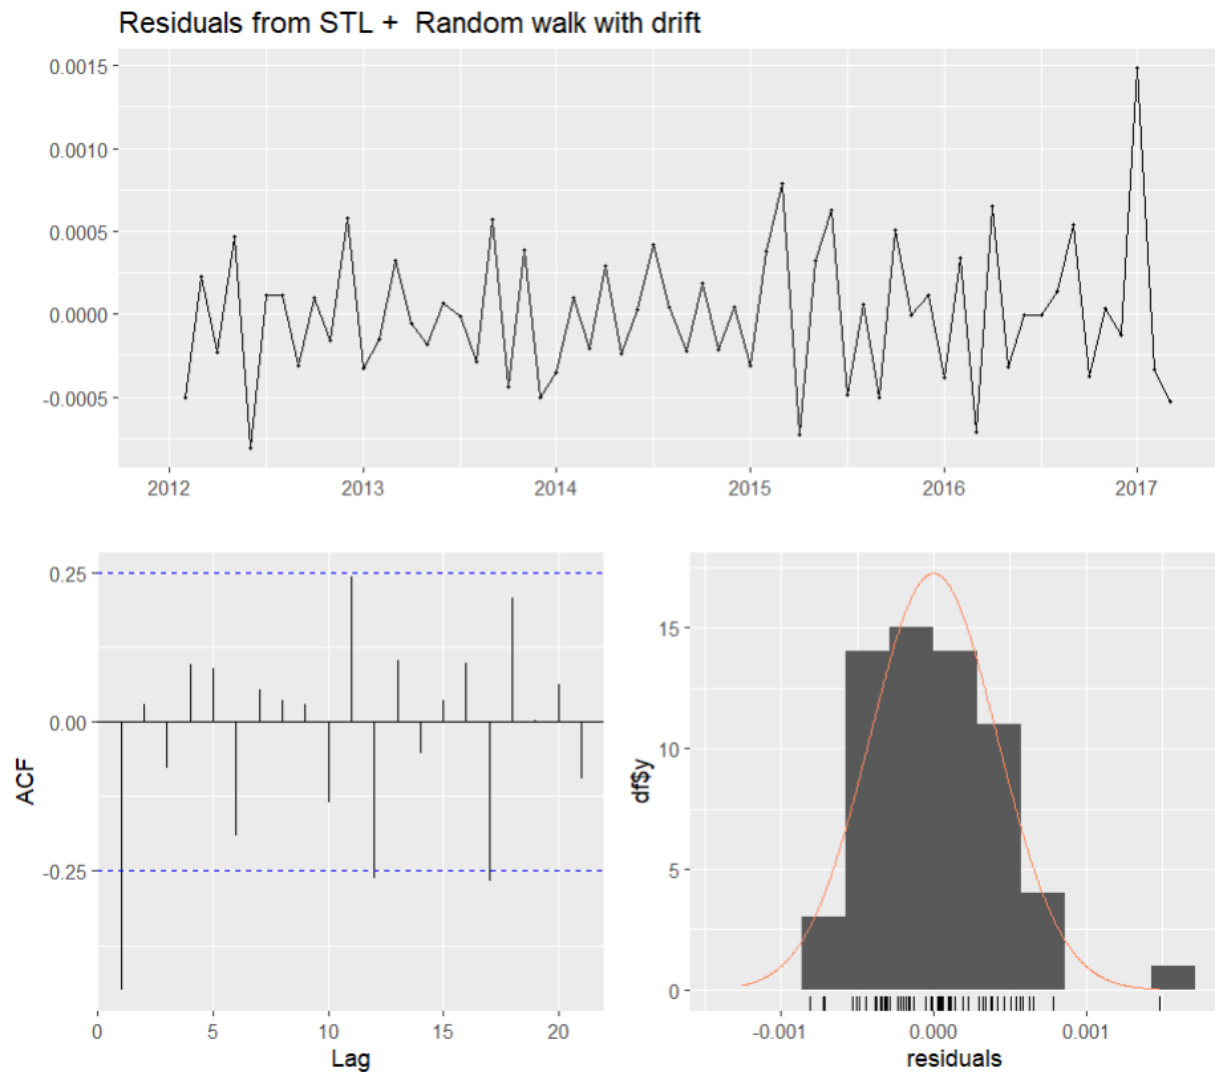 Residuals from STL +  Random walk with drift
0.0015
0.0010
0.0005
0.0000
-0.0005
2012 2013 2014 2015 2016 2017
ACF
0.25
0.00
-0.25
0 5 10 15 20
Lag
df$y
15
10
5
0
-0.001 0.000 0.001
residuals